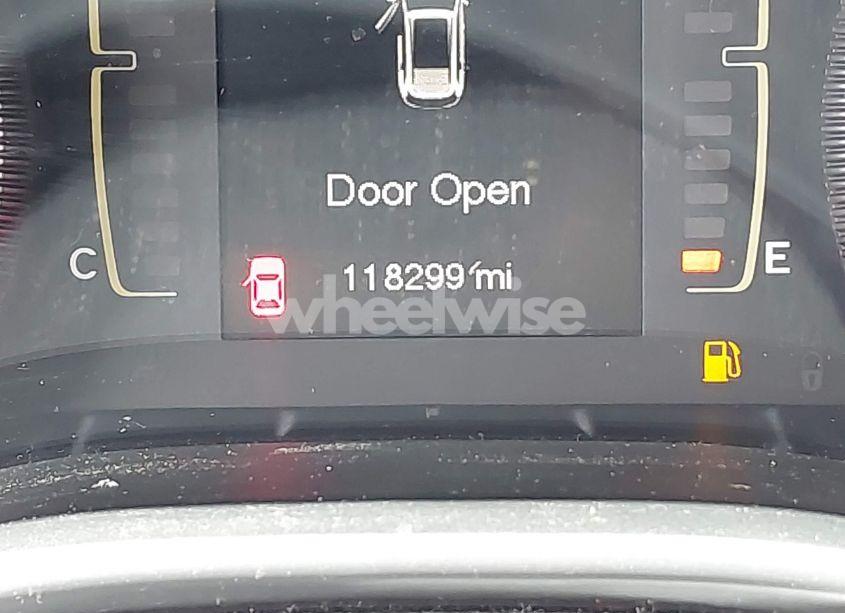 Door Open
C
118299 mi
E
wheelwise